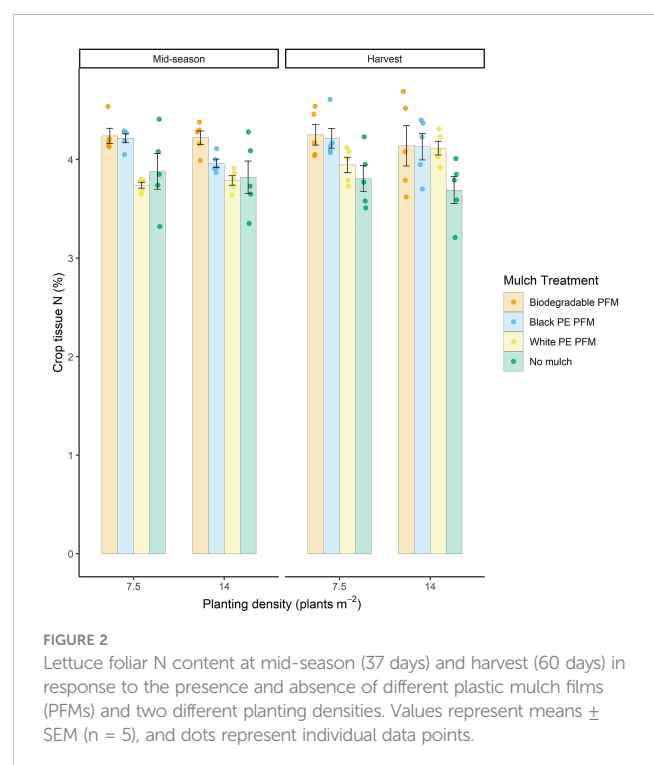 Mid-season
Harvest
Crop tissue N (%)
4
3
2
1
0
7.5
14
7.5
14
Planting density (plants m⁻²)
Mulch Treatment
Biodegradable PFM
Black PE PFM
White PE PFM
No mulch
FIGURE 2
Lettuce foliar N content at mid-season (37 days) and harvest (60 days) in
response to the presence and absence of different plastic mulch films
(PFMs) and two different planting densities. Values represent means ±
SEM (n = 5), and dots represent individual data points.